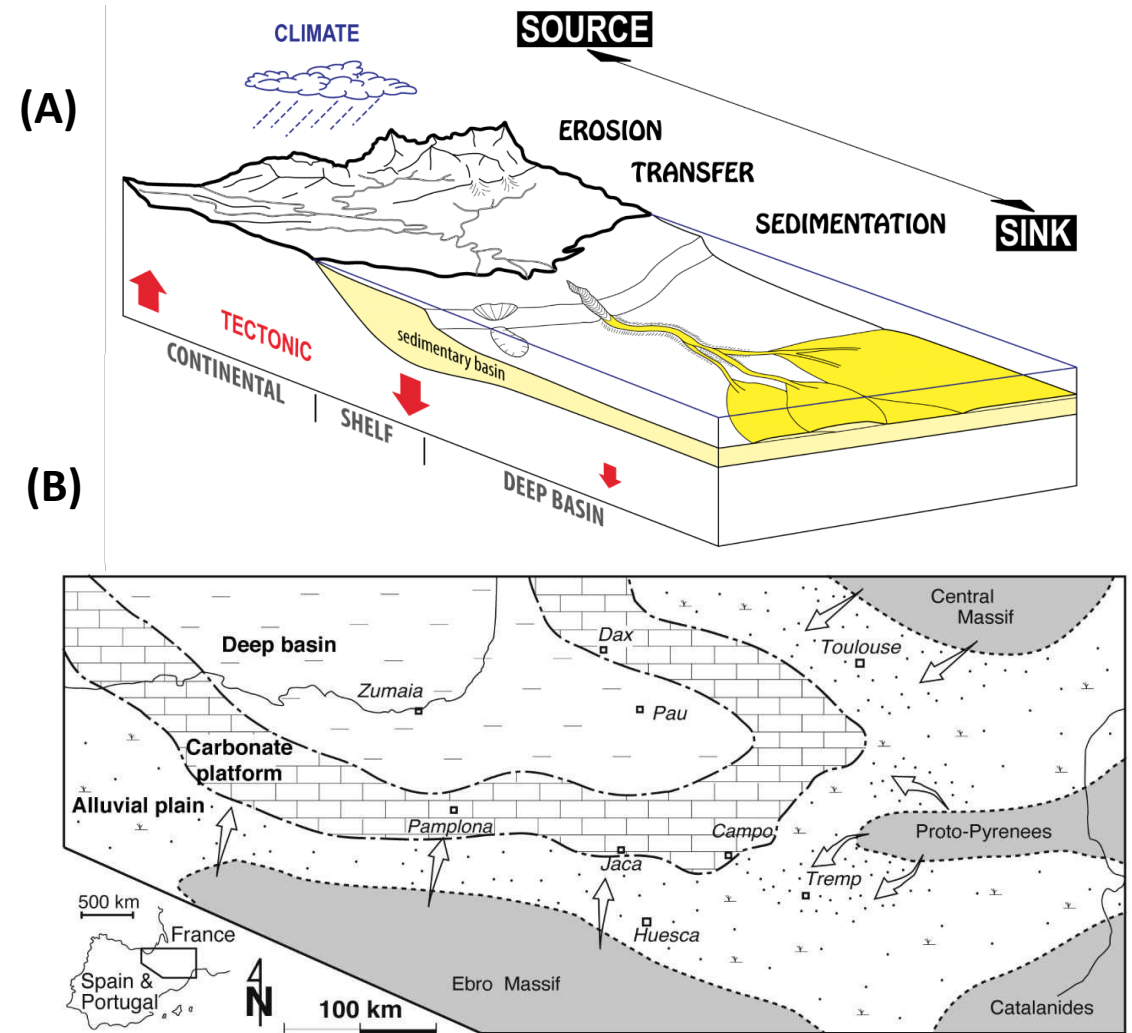 (A)
CLIMATE
SOURCE
EROSION
TRANSFER
SEDIMENTATION
SINK
TECTONIC
sedimentary basin
CONTINENTAL
SHELF
DEEP BASIN
(B)
Central
Massif
Deep basin
Dax
Toulouse
Zumaia
Pau
Carbonate
platform
Alluvial plain
Pamplona
Campo
Proto-Pyrenees
Jaca
Tremp
500 km
France
Huesca
Spain &
Portugal
N
100 km
Ebro Massif
Catalanides